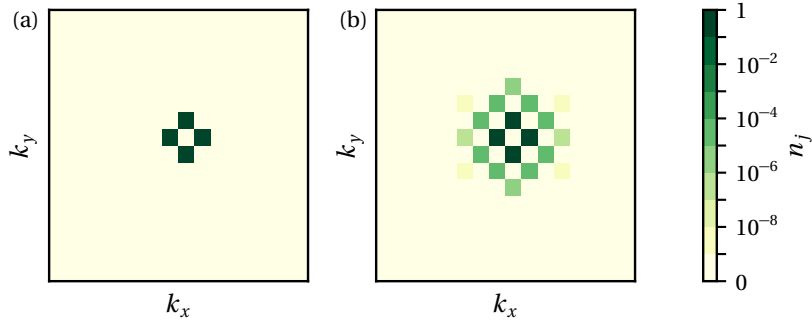 (a)
k_y
k_x
(b)
k_y
k_x
1
10⁻²
10⁻⁴
10⁻⁶
10⁻⁸
0
n_j